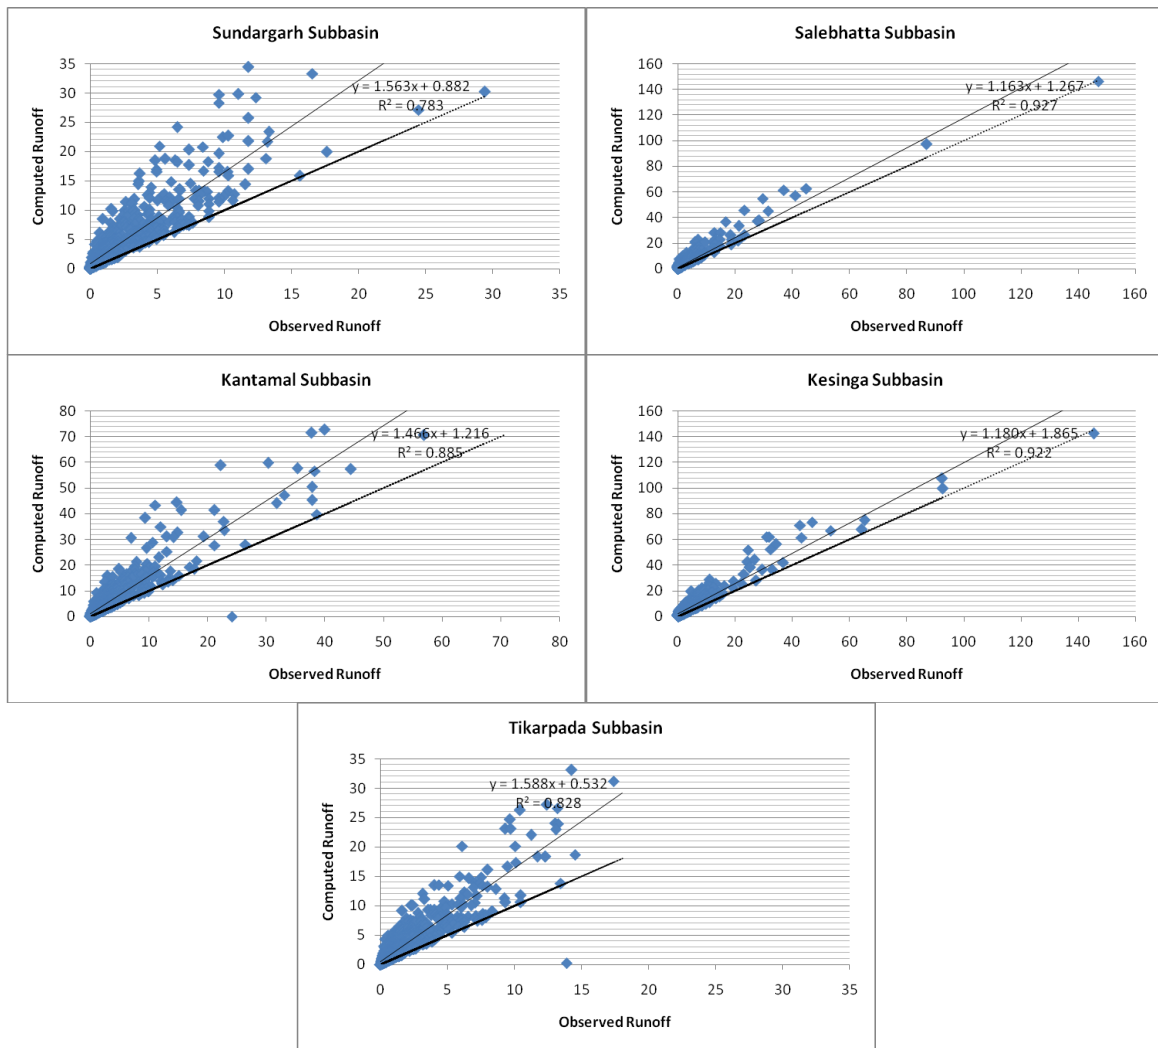 Sundargarh Subbasin
35
30
25
20
15
10
5
0
Computed Runoff
y = 1.563x + 0.882
R² = 0.783
0 5 10 15 20 25 30 35
Observed Runoff
Salebhatta Subbasin
160
140
120
100
80
60
40
20
0
Computed Runoff
y = 1.163x + 1.267
R² = 0.927
0 20 40 60 80 100 120 140 160
Observed Runoff
Kantamal Subbasin
80
70
60
50
40
30
20
10
0
Computed Runoff
y = 1.466x + 1.216
R² = 0.885
0 10 20 30 40 50 60 70 80
Observed Runoff
Kesinga Subbasin
160
140
120
100
80
60
40
20
0
Computed Runoff
y = 1.180x + 1.865
R² = 0.922
0 20 40 60 80 100 120 140 160
Observed Runoff
Tikarpada Subbasin
35
30
25
20
15
10
5
0
Computed Runoff
y = 1.588x + 0.532
R² = 0.828
0 5 10 15 20 25 30 35
Observed Runoff